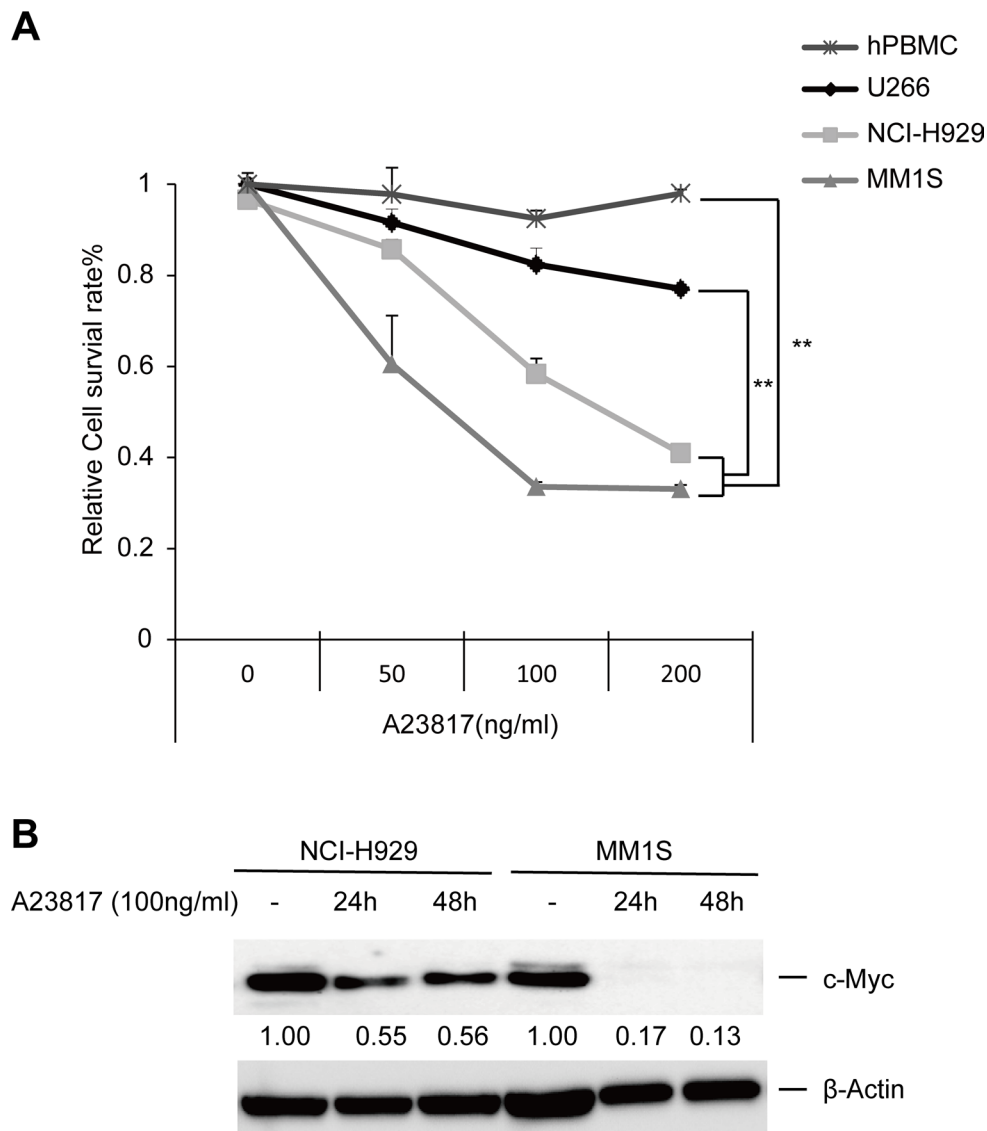 A
hPBMC
U266
NCI-H929
MM1S
Relative Cell survial rate%
1
0.8
0.6
0.4
0.2
0
**
**
0 50 100 200
A23817(ng/ml)
B
NCI-H929 MM1S
A23817 (100ng/ml) - 24h 48h - 24h 48h
c-Myc
1.00 0.55 0.56 1.00 0.17 0.13
β-Actin